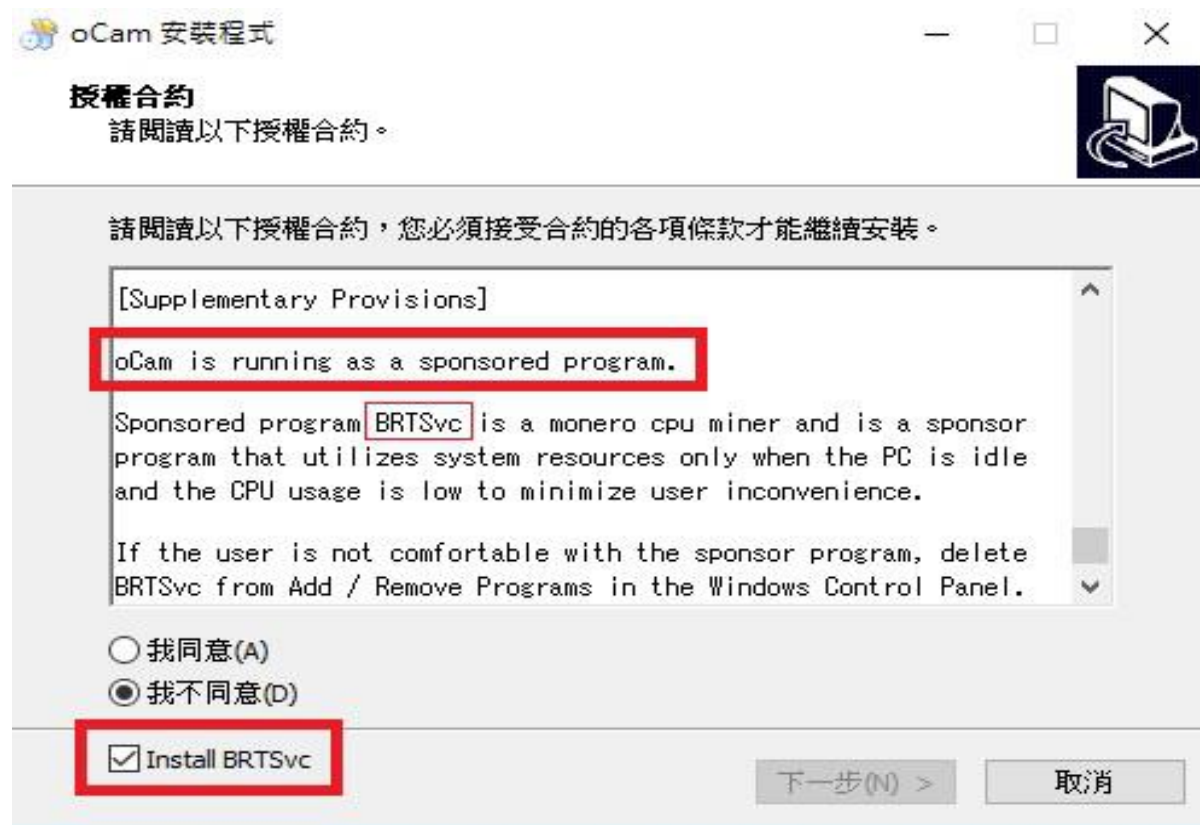 oCam 安裝程式
授權合約
請閱讀以下授權合約。
請閱讀以下授權合約，您必須接受合約的各項條款才能繼續安裝。
[Supplementary Provisions]
oCam is running as a sponsored program.
Sponsored program BRTSvc is a monero cpu miner and is a sponsor
program that utilizes system resources only when the PC is idle
and the CPU usage is low to minimize user inconvenience.
If the user is not comfortable with the sponsor program, delete
BRTSvc from Add / Remove Programs in the Windows Control Panel.
我同意(A)
我不同意(D)
Install BRTSvc
下一步(N) >
取消